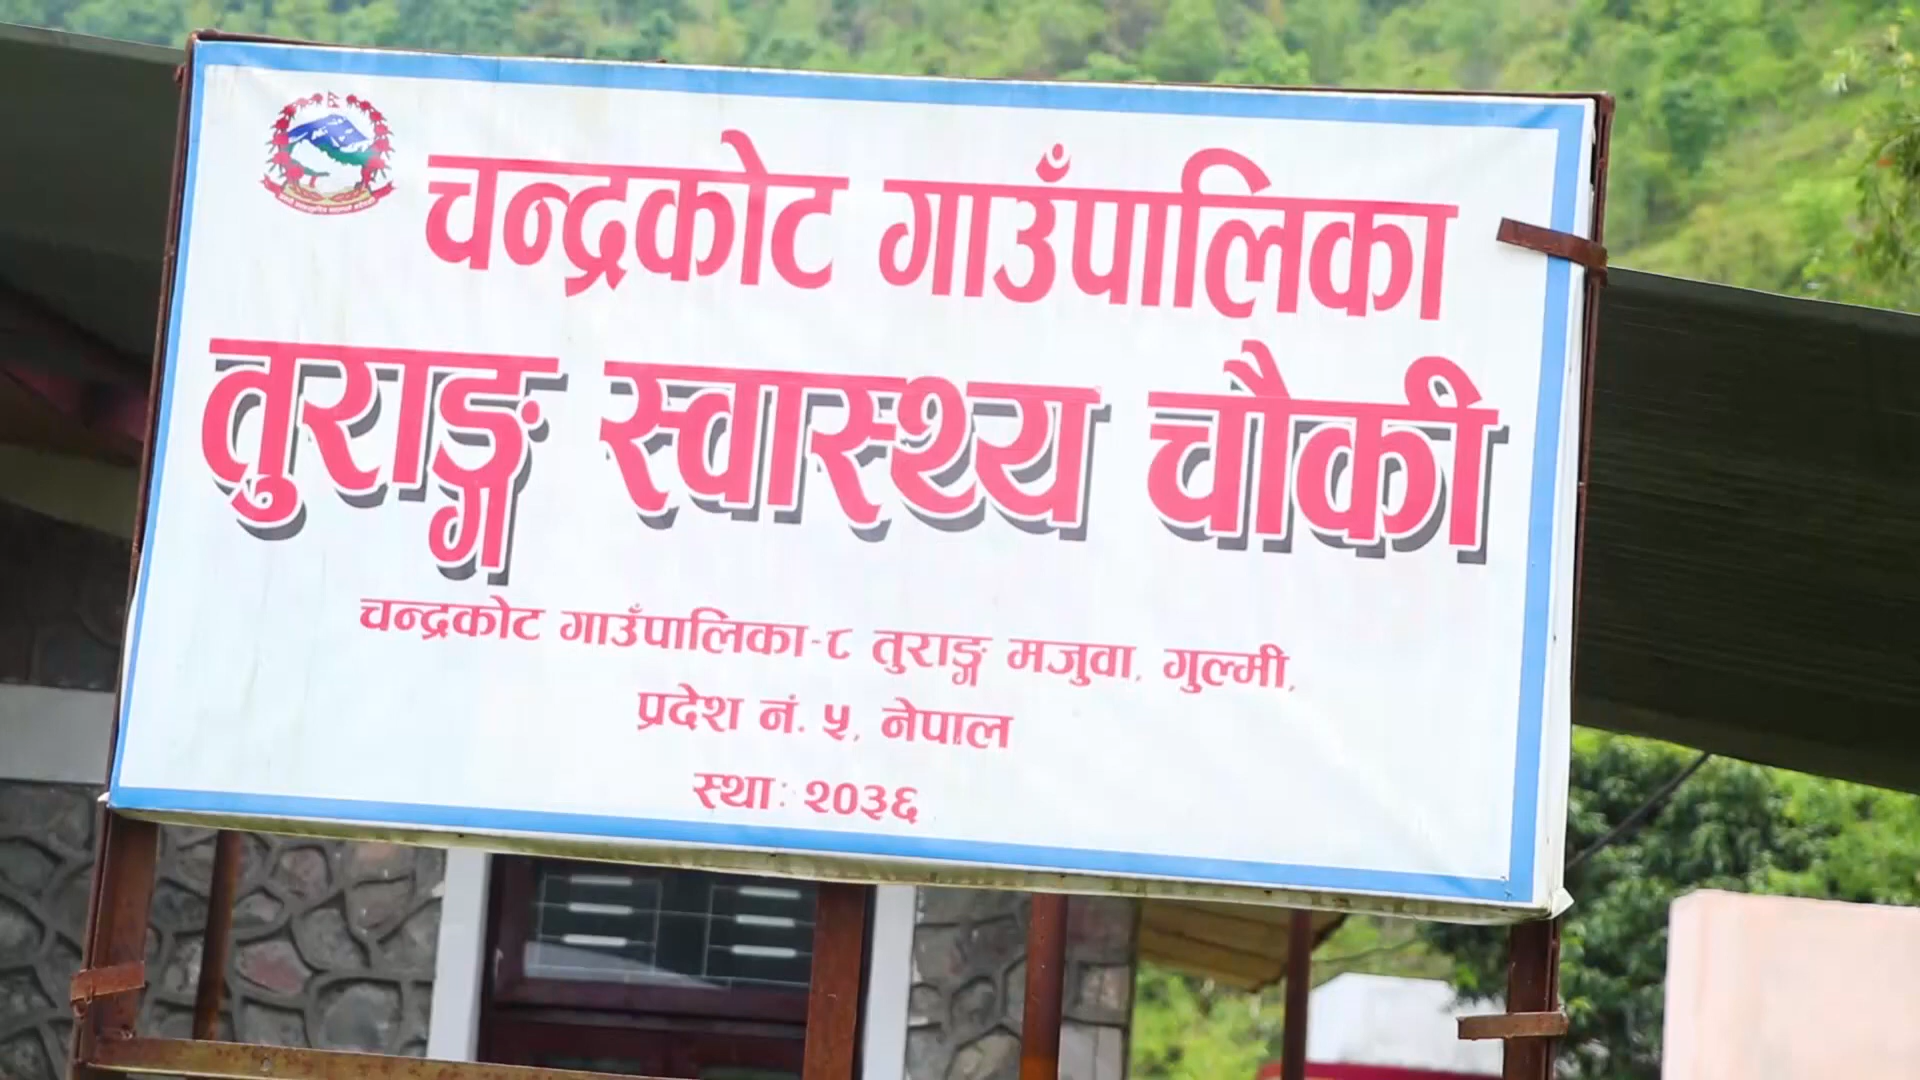 चन्द्रकोट गाउँपालिका
तुराङ्ग स्वास्थ्य चौकी
चन्द्रकोट गाउँपालिका-८ तुराङ्ग मजुवा, गुल्मी,
प्रदेश नं. ५, नेपाल
स्थाः २०३६